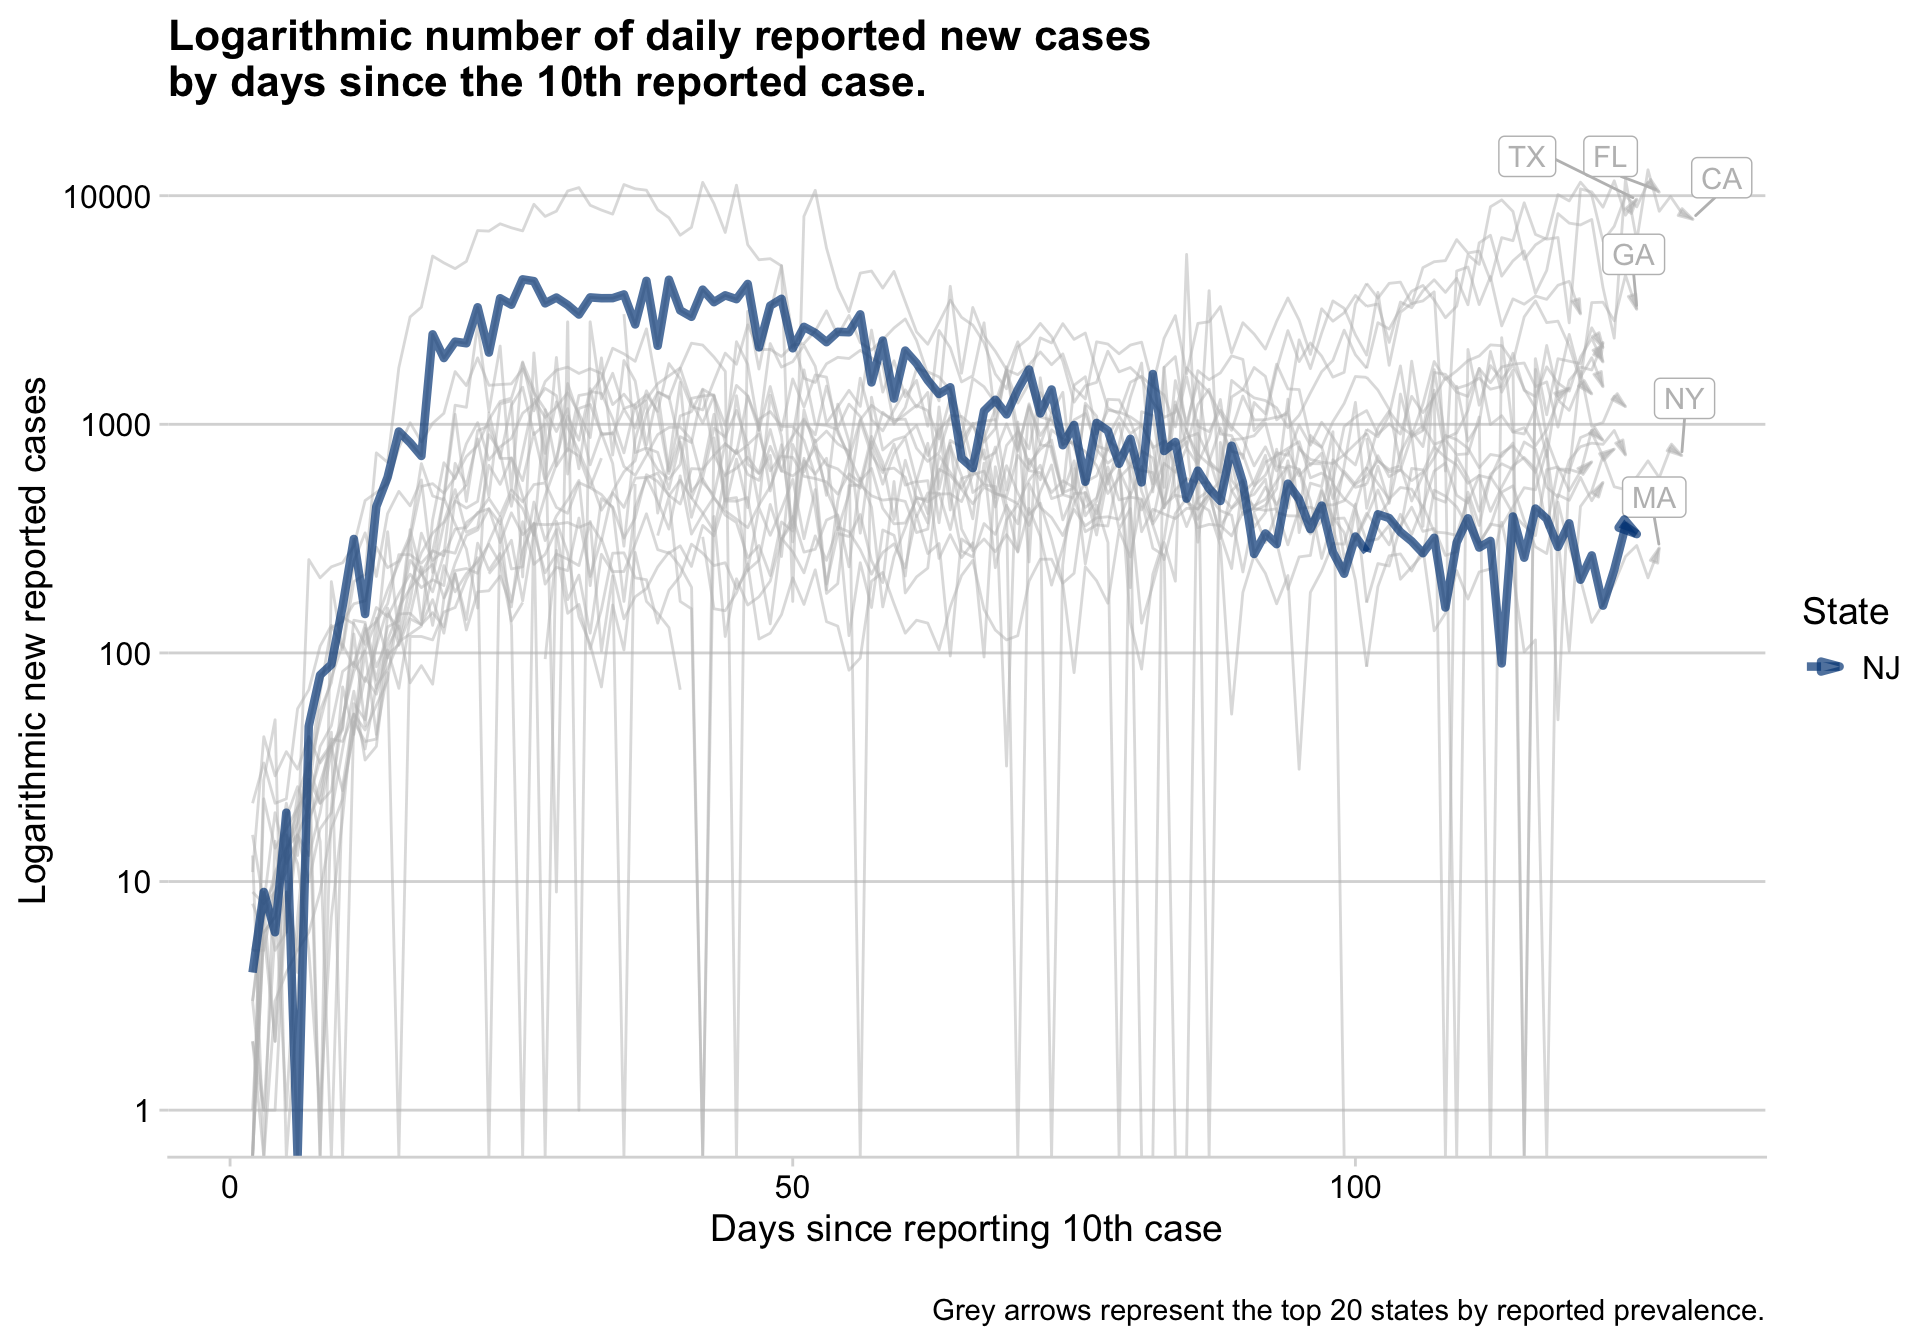 Logarithmic number of daily reported new cases
by days since the 10th reported case.
TX
FL
CA
GA
NY
MA
10000
1000
100
10
1
Logarithmic new reported cases
0
50
100
Days since reporting 10th case
State
NJ
Grey arrows represent the top 20 states by reported prevalence.